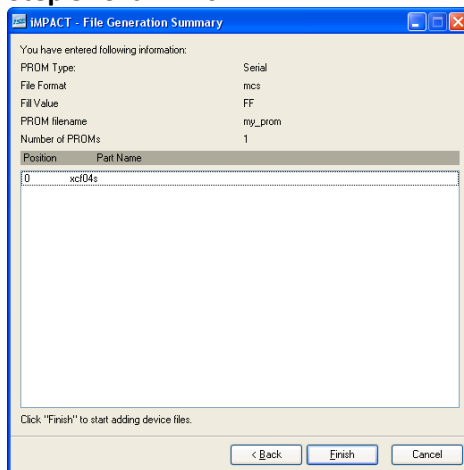 iMPACT - File Generation Summary
You have entered following information:
PROM Type: Serial
File Format mcs
Fill Value FF
PROM filename my_prom
Number of PROMs 1
Position Part Name
0 xcf04s
Click "Finish" to start adding device files.
< Back Finish Cancel